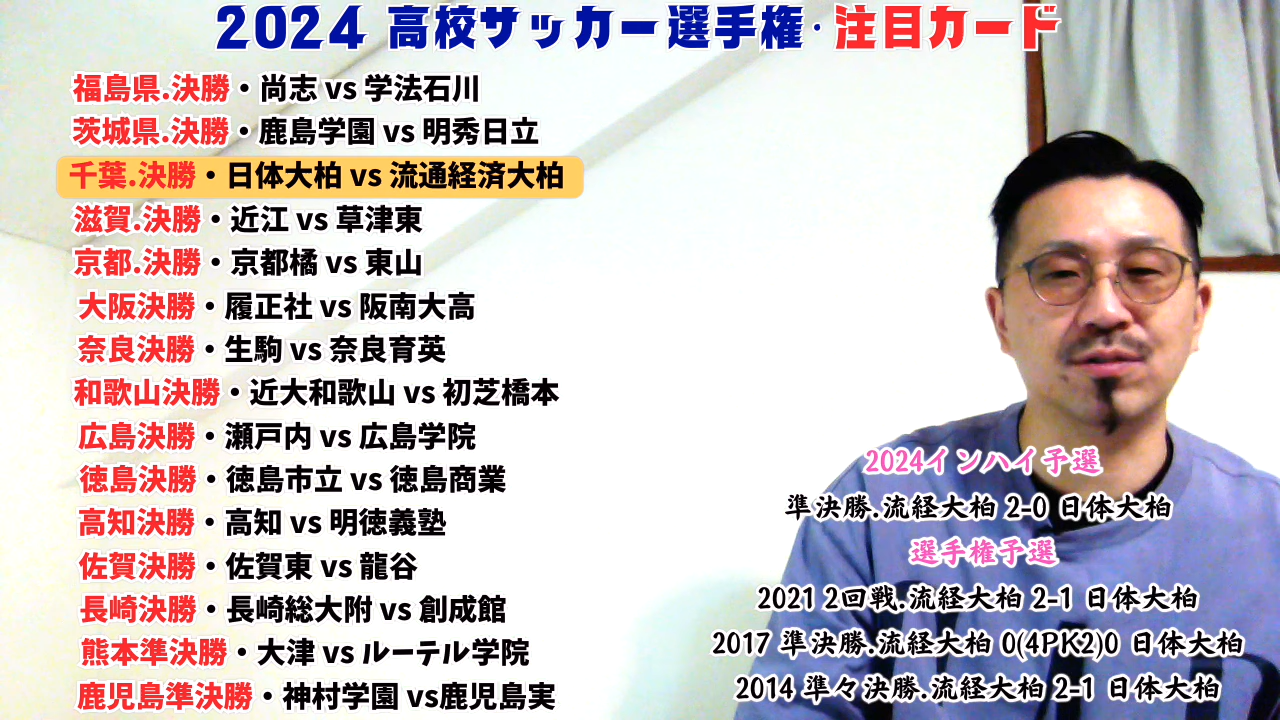 2024 高校サッカー選手権・注目カード
福島県.決勝・尚志 vs 学法石川
茨城県.決勝・鹿島学園 vs 明秀日立
千葉.決勝・日体大柏 vs 流通経済大柏
滋賀.決勝・近江 vs 草津東
京都.決勝・京都橘 vs 東山
大阪決勝・履正社 vs 阪南大高
奈良決勝・生駒 vs 奈良育英
和歌山決勝・近大和歌山 vs 初芝橋本
広島決勝・瀬戸内 vs 広島学院
徳島決勝・徳島市立 vs 徳島商業
高知決勝・高知 vs 明徳義塾
佐賀決勝・佐賀東 vs 龍谷
長崎決勝・長崎総大附 vs 創成館
熊本準決勝・大津 vs ルーテル学院
鹿児島準決勝・神村学園 vs鹿児島実
2024インハイ予選
準決勝.流経大柏 2-0 日体大柏
選手権予選
2021 2回戦.流経大柏 2-1 日体大柏
2017 準決勝.流経大柏 0(4PK2)0 日体大柏
2014 準々決勝.流経大柏 2-1 日体大柏